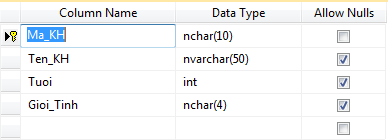 Column Name Data Type Allow Nulls
Ma_KH nchar(10)
Ten_KH nvarchar(50)
Tuoi int
Gioi_Tinh nchar(4)